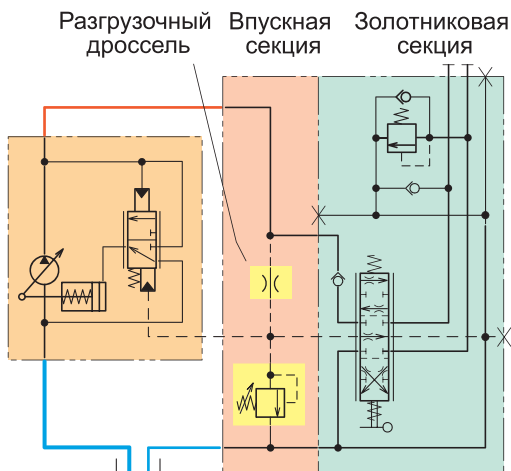 Разгрузочный
дроссель
Впускная
секция
Золотниковая
секция